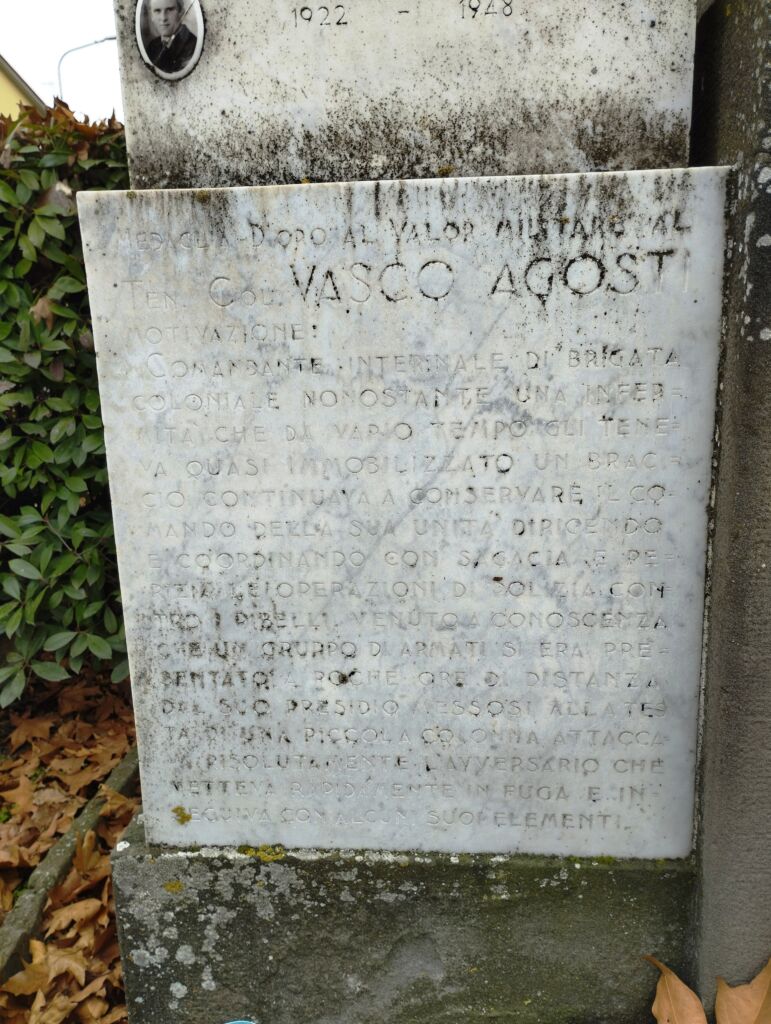 1922 - 1948
MEDAGLIA D'ORO AL VALOR MILITARE AL
TEN. COL. VASCO AGOSTI
MOTIVAZIONE:
COMANDANTE INTERINALE DI BRIGATA
COLONIALE NONOSTANTE UNA INFER-
MITÀ CHE DA VARIO TEMPO GLI TENE-
VA QUASI IMMOBILIZZATO UN BRAC-
CIO CONTINUAVA A CONSERVARE IL CO-
MANDO DELLA SUA UNITÀ DIRIGENDO
E COORDINANDO CON SAGACIA E PE-
RIZIA LE OPERAZIONI DI POLIZIA CON-
TRO I RIBELLI. VENUTO A CONOSCENZA
CHE UN GRUPPO DI ARMATI SI ERA PRE-
SENTATO A POCHE ORE DI DISTANZA
DAL SUO PRESIDIO MESSOSI ALLA TES
TA DI UNA PICCOLA COLONNA ATTACCA-
VA RISOLUTAMENTE L'AVVERSARIO CHE
METTEVA RAPIDAMENTE IN FUGA E IN-
SEGUIVA CON ALCUNI SUOI ELEMENTI.